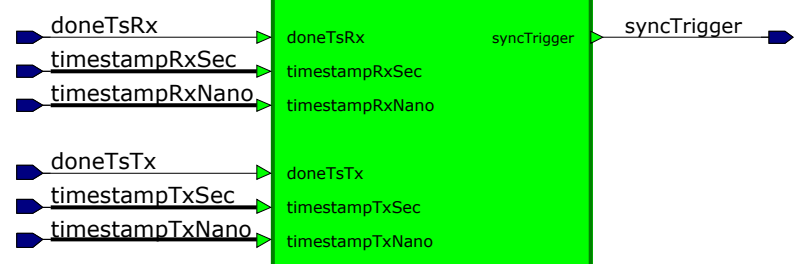 doneTsRx
doneTsRx
syncTrigger
syncTrigger
timestampRxSec
timestampRxSec
timestampRxNano
timestampRxNano
doneTsTx
doneTsTx
timestampTxSec
timestampTxSec
timestampTxNano
timestampTxNano